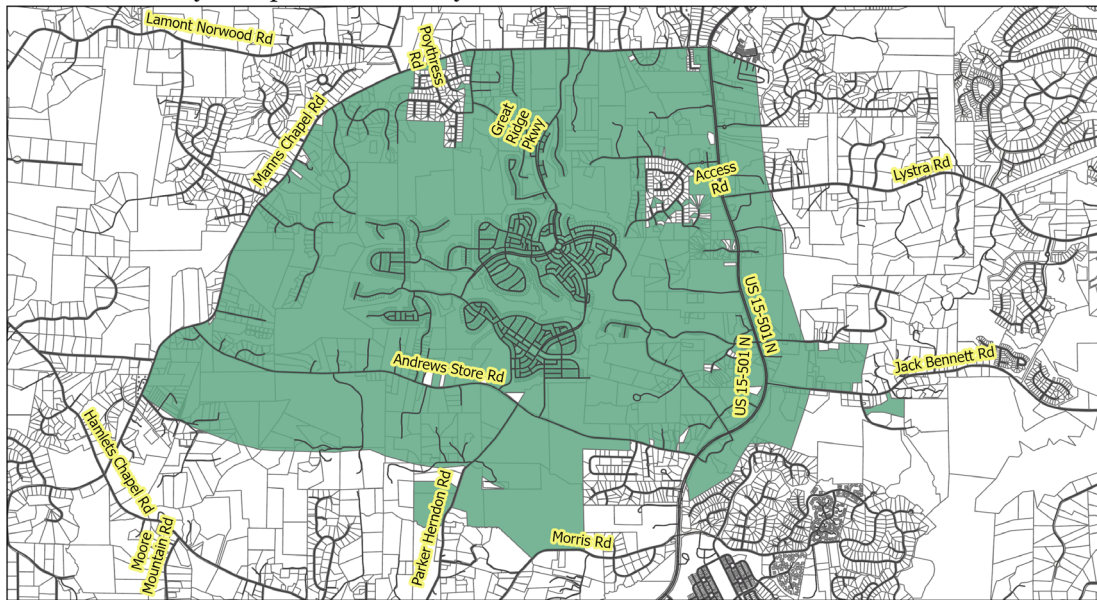 Lamont Norwood Rd
Poythress
Rd
Manns Chapel Rd
Great
Ridge
Pkwy
Access
Rd
Lystra Rd
US 15-501 N
US 15-501 N
Andrews Store Rd
Jack Bennett Rd
Hamlets Chapel Rd
Parker Herndon Rd
Moore
Mountain Rd
Morris Rd